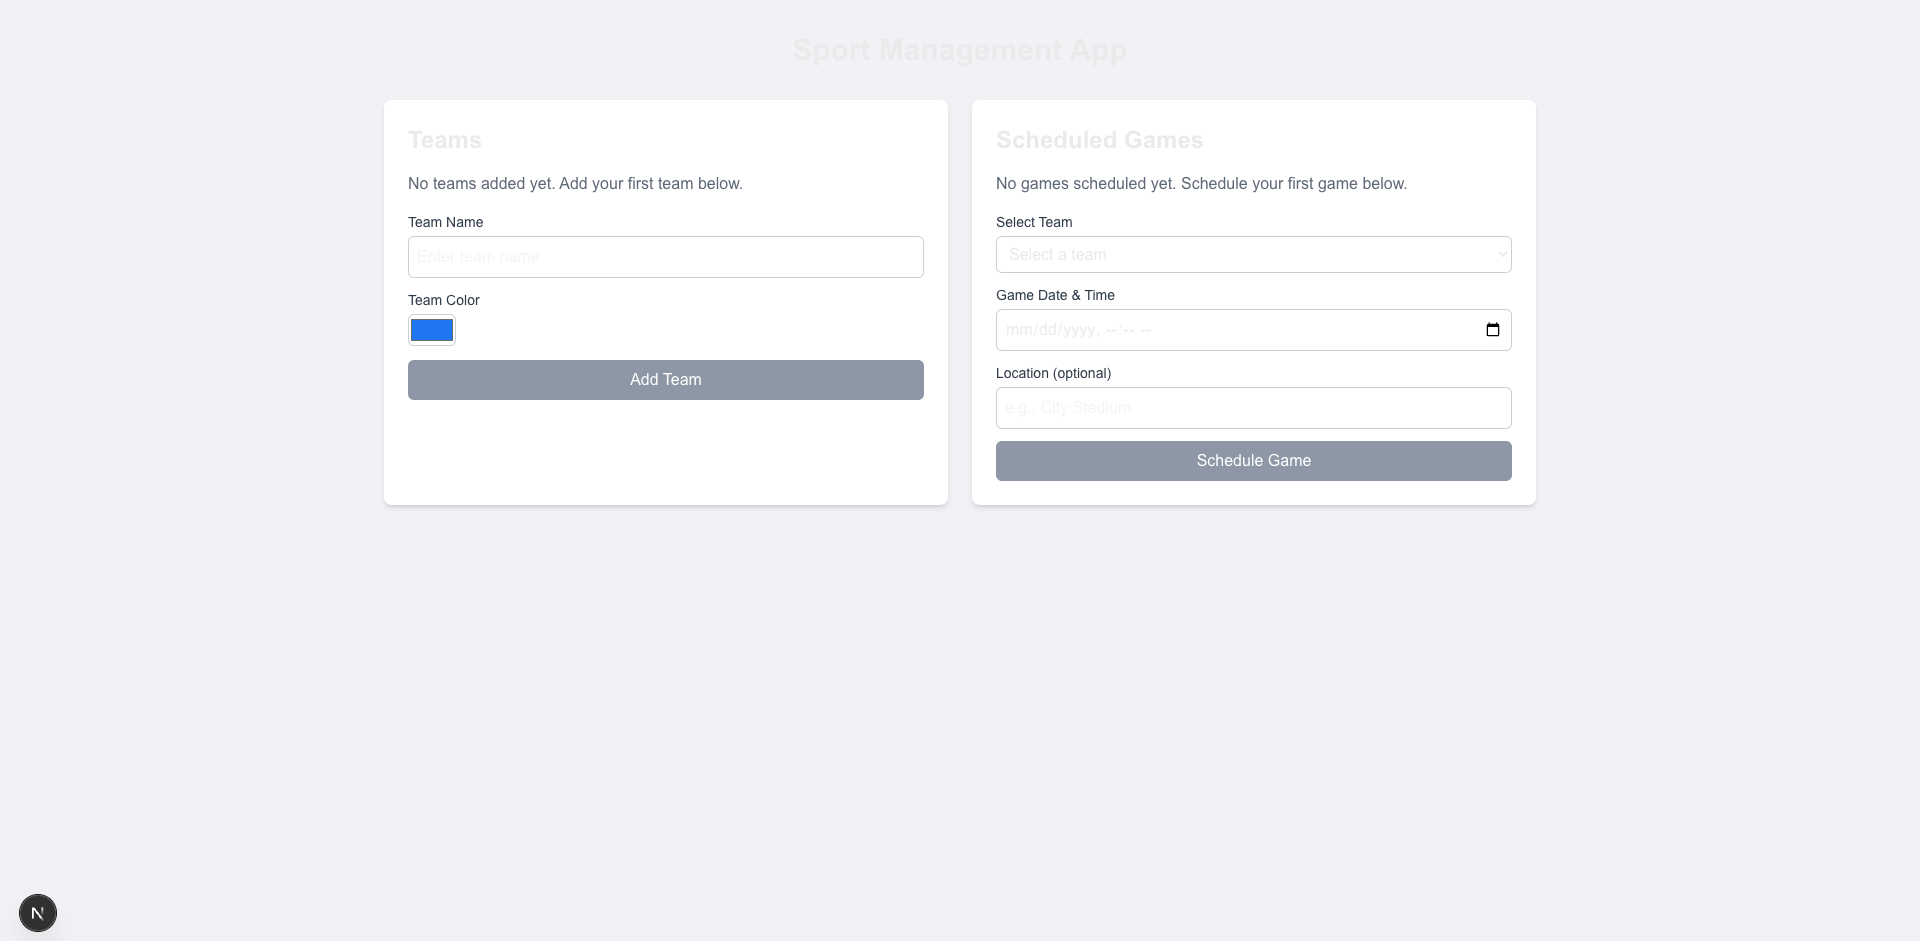 Sport Management App
Teams
No teams added yet. Add your first team below.
Team Name
Enter team name
Team Color
Add Team
Scheduled Games
No games scheduled yet. Schedule your first game below.
Select Team
Select a team
Game Date & Time
mm/dd/yyyy, --:-- --
Location (optional)
e.g., City Stadium
Schedule Game
N